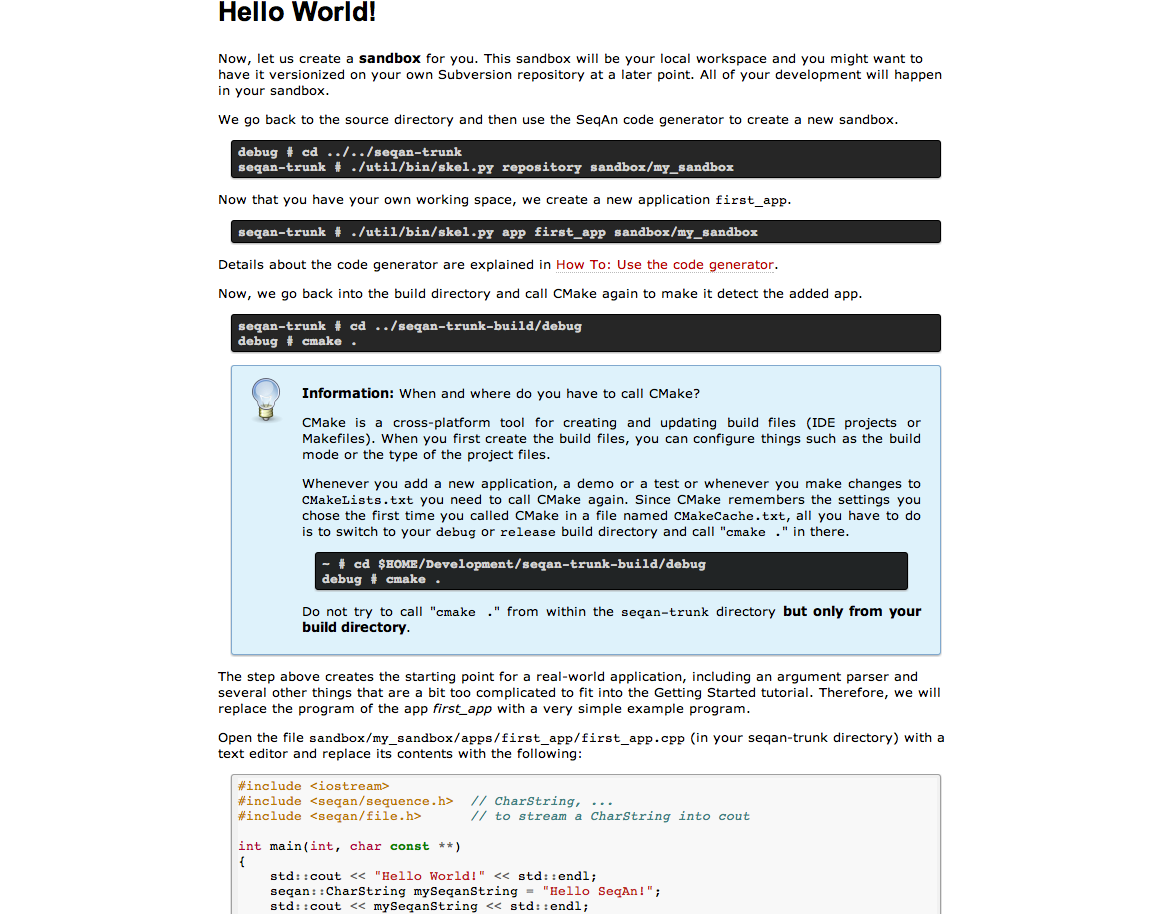 Hello World!
Now, let us create a sandbox for you. This sandbox will be your local workspace and you might want to
have it versionized on your own Subversion repository at a later point. All of your development will happen
in your sandbox.
We go back to the source directory and then use the SeqAn code generator to create a new sandbox.
debug # cd ../../seqan-trunk
seqan-trunk # ./util/bin/skel.py repository sandbox/my_sandbox
Now that you have your own working space, we create a new application first_app.
seqan-trunk # ./util/bin/skel.py app first_app sandbox/my_sandbox
Details about the code generator are explained in How To: Use the code generator.
Now, we go back into the build directory and call CMake again to make it detect the added app.
seqan-trunk # cd ../seqan-trunk-build/debug
debug # cmake .
Information: When and where do you have to call CMake?
CMake is a cross-platform tool for creating and updating build files (IDE projects or
Makefiles). When you first create the build files, you can configure things such as the build
mode or the type of the project files.
Whenever you add a new application, a demo or a test or whenever you make changes to
CMakeLists.txt you need to call CMake again. Since CMake remembers the settings you
chose the first time you called CMake in a file named CMakeCache.txt, all you have to do
is to switch to your debug or release build directory and call "cmake ." in there.
~ # cd $HOME/Development/seqan-trunk-build/debug
debug # cmake .
Do not try to call "cmake ." from within the seqan-trunk directory but only from your
build directory.
The step above creates the starting point for a real-world application, including an argument parser and
several other things that are a bit too complicated to fit into the Getting Started tutorial. Therefore, we will
replace the program of the app first_app with a very simple example program.
Open the file sandbox/my_sandbox/apps/first_app/first_app.cpp (in your seqan-trunk directory) with a
text editor and replace its contents with the following:
#include <iostream>
#include <seqan/sequence.h>  // CharString, ...
#include <seqan/file.h>      // to stream a CharString into cout
int main(int, char const **)
{
    std::cout << "Hello World!" << std::endl;
    seqan::CharString mySeqanString = "Hello SeqAn!";
    std::cout << mySeqanString << std::endl;